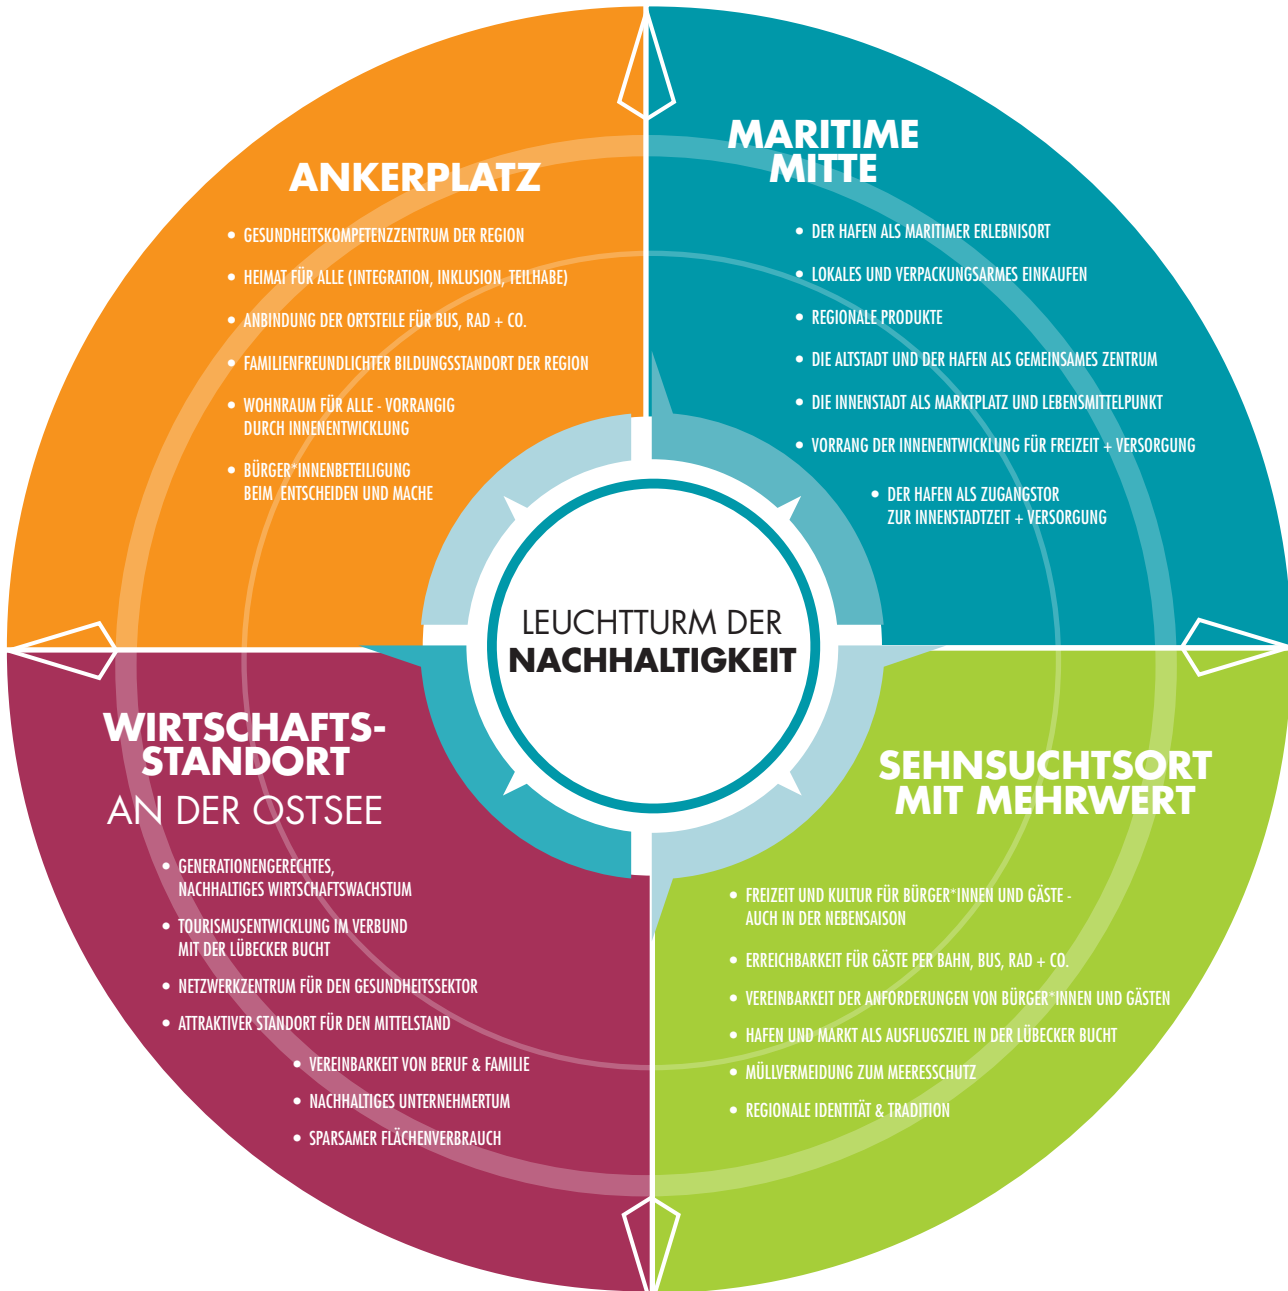 ANKERPLATZ
• GESUNDHEITSKOMPETENZZENTRUM DER REGION
• HEIMAT FÜR ALLE (INTEGRATION, INKLUSION, TEILHABE)
• ANBINDUNG DER ORTSTEILE FÜR BUS, RAD + CO.
• FAMILIENFREUNDLICHTER BILDUNGSSTANDORT DER REGION
• WOHNRAUM FÜR ALLE - VORRANGIG
DURCH INNENENTWICKLUNG
• BÜRGER*INNENBETEILIGUNG
BEIM ENTSCHEIDEN UND MACHE
MARITIME
MITTE
• DER HAFEN ALS MARITIMER ERLEBNISORT
• LOKALES UND VERPACKUNGSARMES EINKAUFEN
• REGIONALE PRODUKTE
• DIE ALTSTADT UND DER HAFEN ALS GEMEINSAMES ZENTRUM
• DIE INNENSTADT ALS MARKTPLATZ UND LEBENSMITTELPUNKT
• VORRANG DER INNENENTWICKLUNG FÜR FREIZEIT + VERSORGUNG
• DER HAFEN ALS ZUGANGSTOR
ZUR INNENSTADTZEIT + VERSORGUNG
LEUCHTTURM DER
NACHHALTIGKEIT
WIRTSCHAFTS-
STANDORT
AN DER OSTSEE
• GENERATIONENGERECHTES,
NACHHALTIGES WIRTSCHAFTSWACHSTUM
• TOURISMUSENTWICKLUNG IM VERBUND
MIT DER LÜBECKER BUCHT
• NETZWERKZENTRUM FÜR DEN GESUNDHEITSSEKTOR
• ATTRAKTIVER STANDORT FÜR DEN MITTELSTAND
• VEREINBARKEIT VON BERUF & FAMILIE
• NACHHALTIGES UNTERNEHMERTUM
• SPARSAMER FLÄCHENVERBRAUCH
SEHNSUCHTSORT
MIT MEHRWERT
• FREIZEIT UND KULTUR FÜR BÜRGER*INNEN UND GÄSTE -
AUCH IN DER NEBENSAISON
• ERREICHBARKEIT FÜR GÄSTE PER BAHN, BUS, RAD + CO.
• VEREINBARKEIT DER ANFORDERUNGEN VON BÜRGER*INNEN UND GÄSTEN
• HAFEN UND MARKT ALS AUSFLUGSZIEL IN DER LÜBECKER BUCHT
• MÜLLVERMEIDUNG ZUM MEERESSCHUTZ
• REGIONALE IDENTITÄT & TRADITION